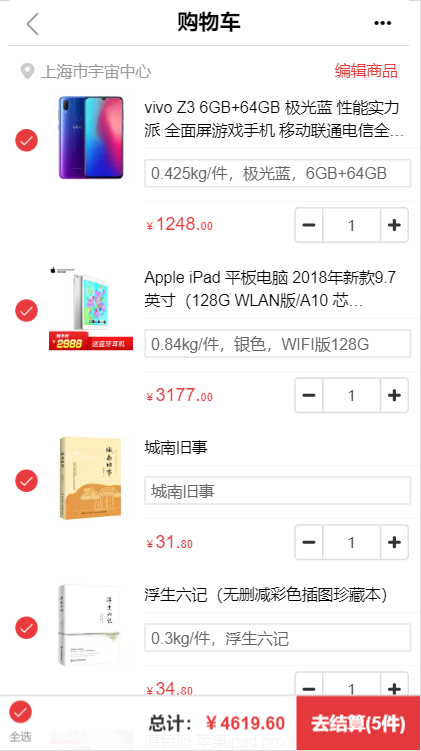 购物车
上海市宇宙中心 编辑商品
vivo Z3 6GB+64GB 极光蓝 性能实力
派 全面屏游戏手机 移动联通电信全…
0.425kg/件，极光蓝，6GB+64GB
¥1248.00 1
Apple iPad 平板电脑 2018年新款9.7
英寸（128G WLAN版/A10 芯…
2988 送蓝牙耳机
0.84kg/件，银色，WIFI版128G
¥3177.00 1
城南旧事
城南旧事
城南旧事
¥31.80 1
浮生六记（无删减彩色插图珍藏本）
浮生六记
0.3kg/件，浮生六记
¥34.80 1
全选 总计：¥4619.60 去结算(5件)